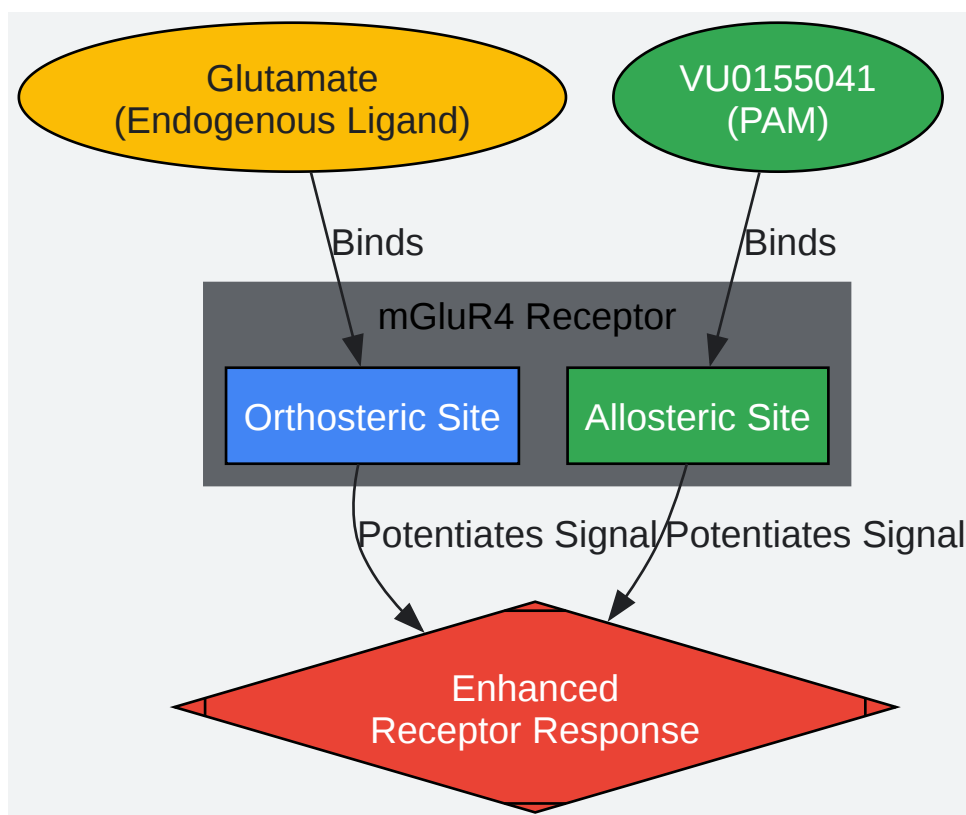 Glutamate
(Endogenous Ligand)
VU0155041
(PAM)
Binds
Binds
mGluR4 Receptor
Orthosteric Site
Allosteric Site
Potentiates Signal
Potentiates Signal
Enhanced
Receptor Response